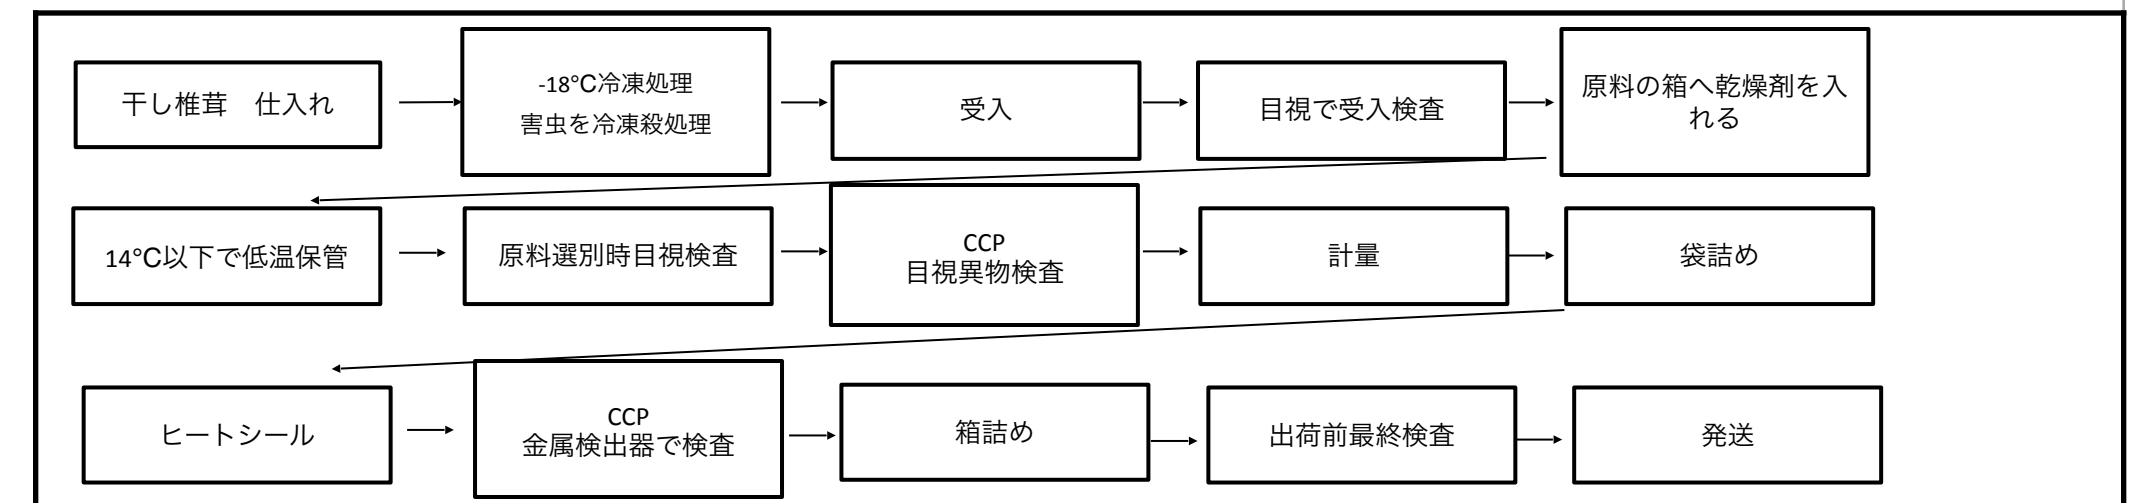 干し椎茸　仕入れ
-18℃冷凍処理
害虫を冷凍殺処理
受入
目視で受入検査
原料の箱へ乾燥剤を入
れる
14℃以下で低温保管
原料選別時目視検査
CCP
目視異物検査
計量
袋詰め
ヒートシール
CCP
金属検出器で検査
箱詰め
出荷前最終検査
発送